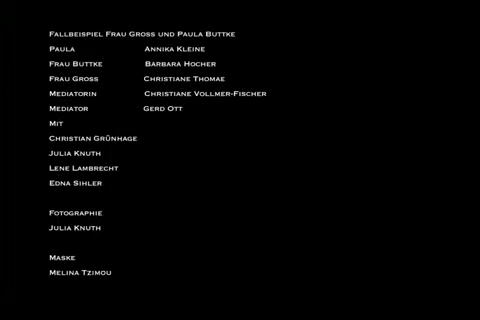 Fallbeispiel Frau Gross und Paula Buttke
Paula Annika Kleine
Frau Buttke Barbara Hocher
Frau Gross Christiane Thomae
Mediatorin Christiane Vollmer-Fischer
Mediator Gerd Ott
Mit
Christian Grünhage
Julia Knuth
Lene Lambrecht
Edna Sihler
Fotographie
Julia Knuth
Maske
Melina Tzimou